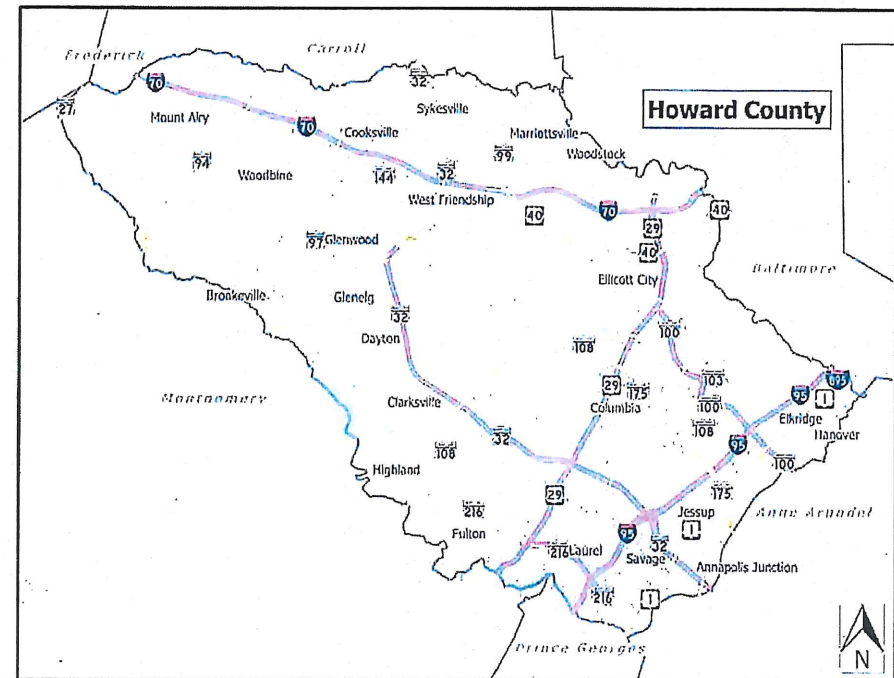 Frederick
Carroll
70
32
27
Sykesville
Howard County
Mount Airy
70
Cooksville
Marriottsville
94
99
Woodstock
Woodbine
144
32
West Friendship
40
70
40
29
97
Glenwood
40
Ellicott City
Baltimore
Brookeville
Glenelg
32
Dayton
100
108
Montgomery
29
175
103
Columbia
100
95
895
1
Clarksville
Elkridge
Hanover
32
108
95
108
100
Highland
29
175
216
Jessup
Anne Arundel
Fulton
95
1
216
Laurel
32
Savage
Annapolis Junction
216
1
Prince Georges
N